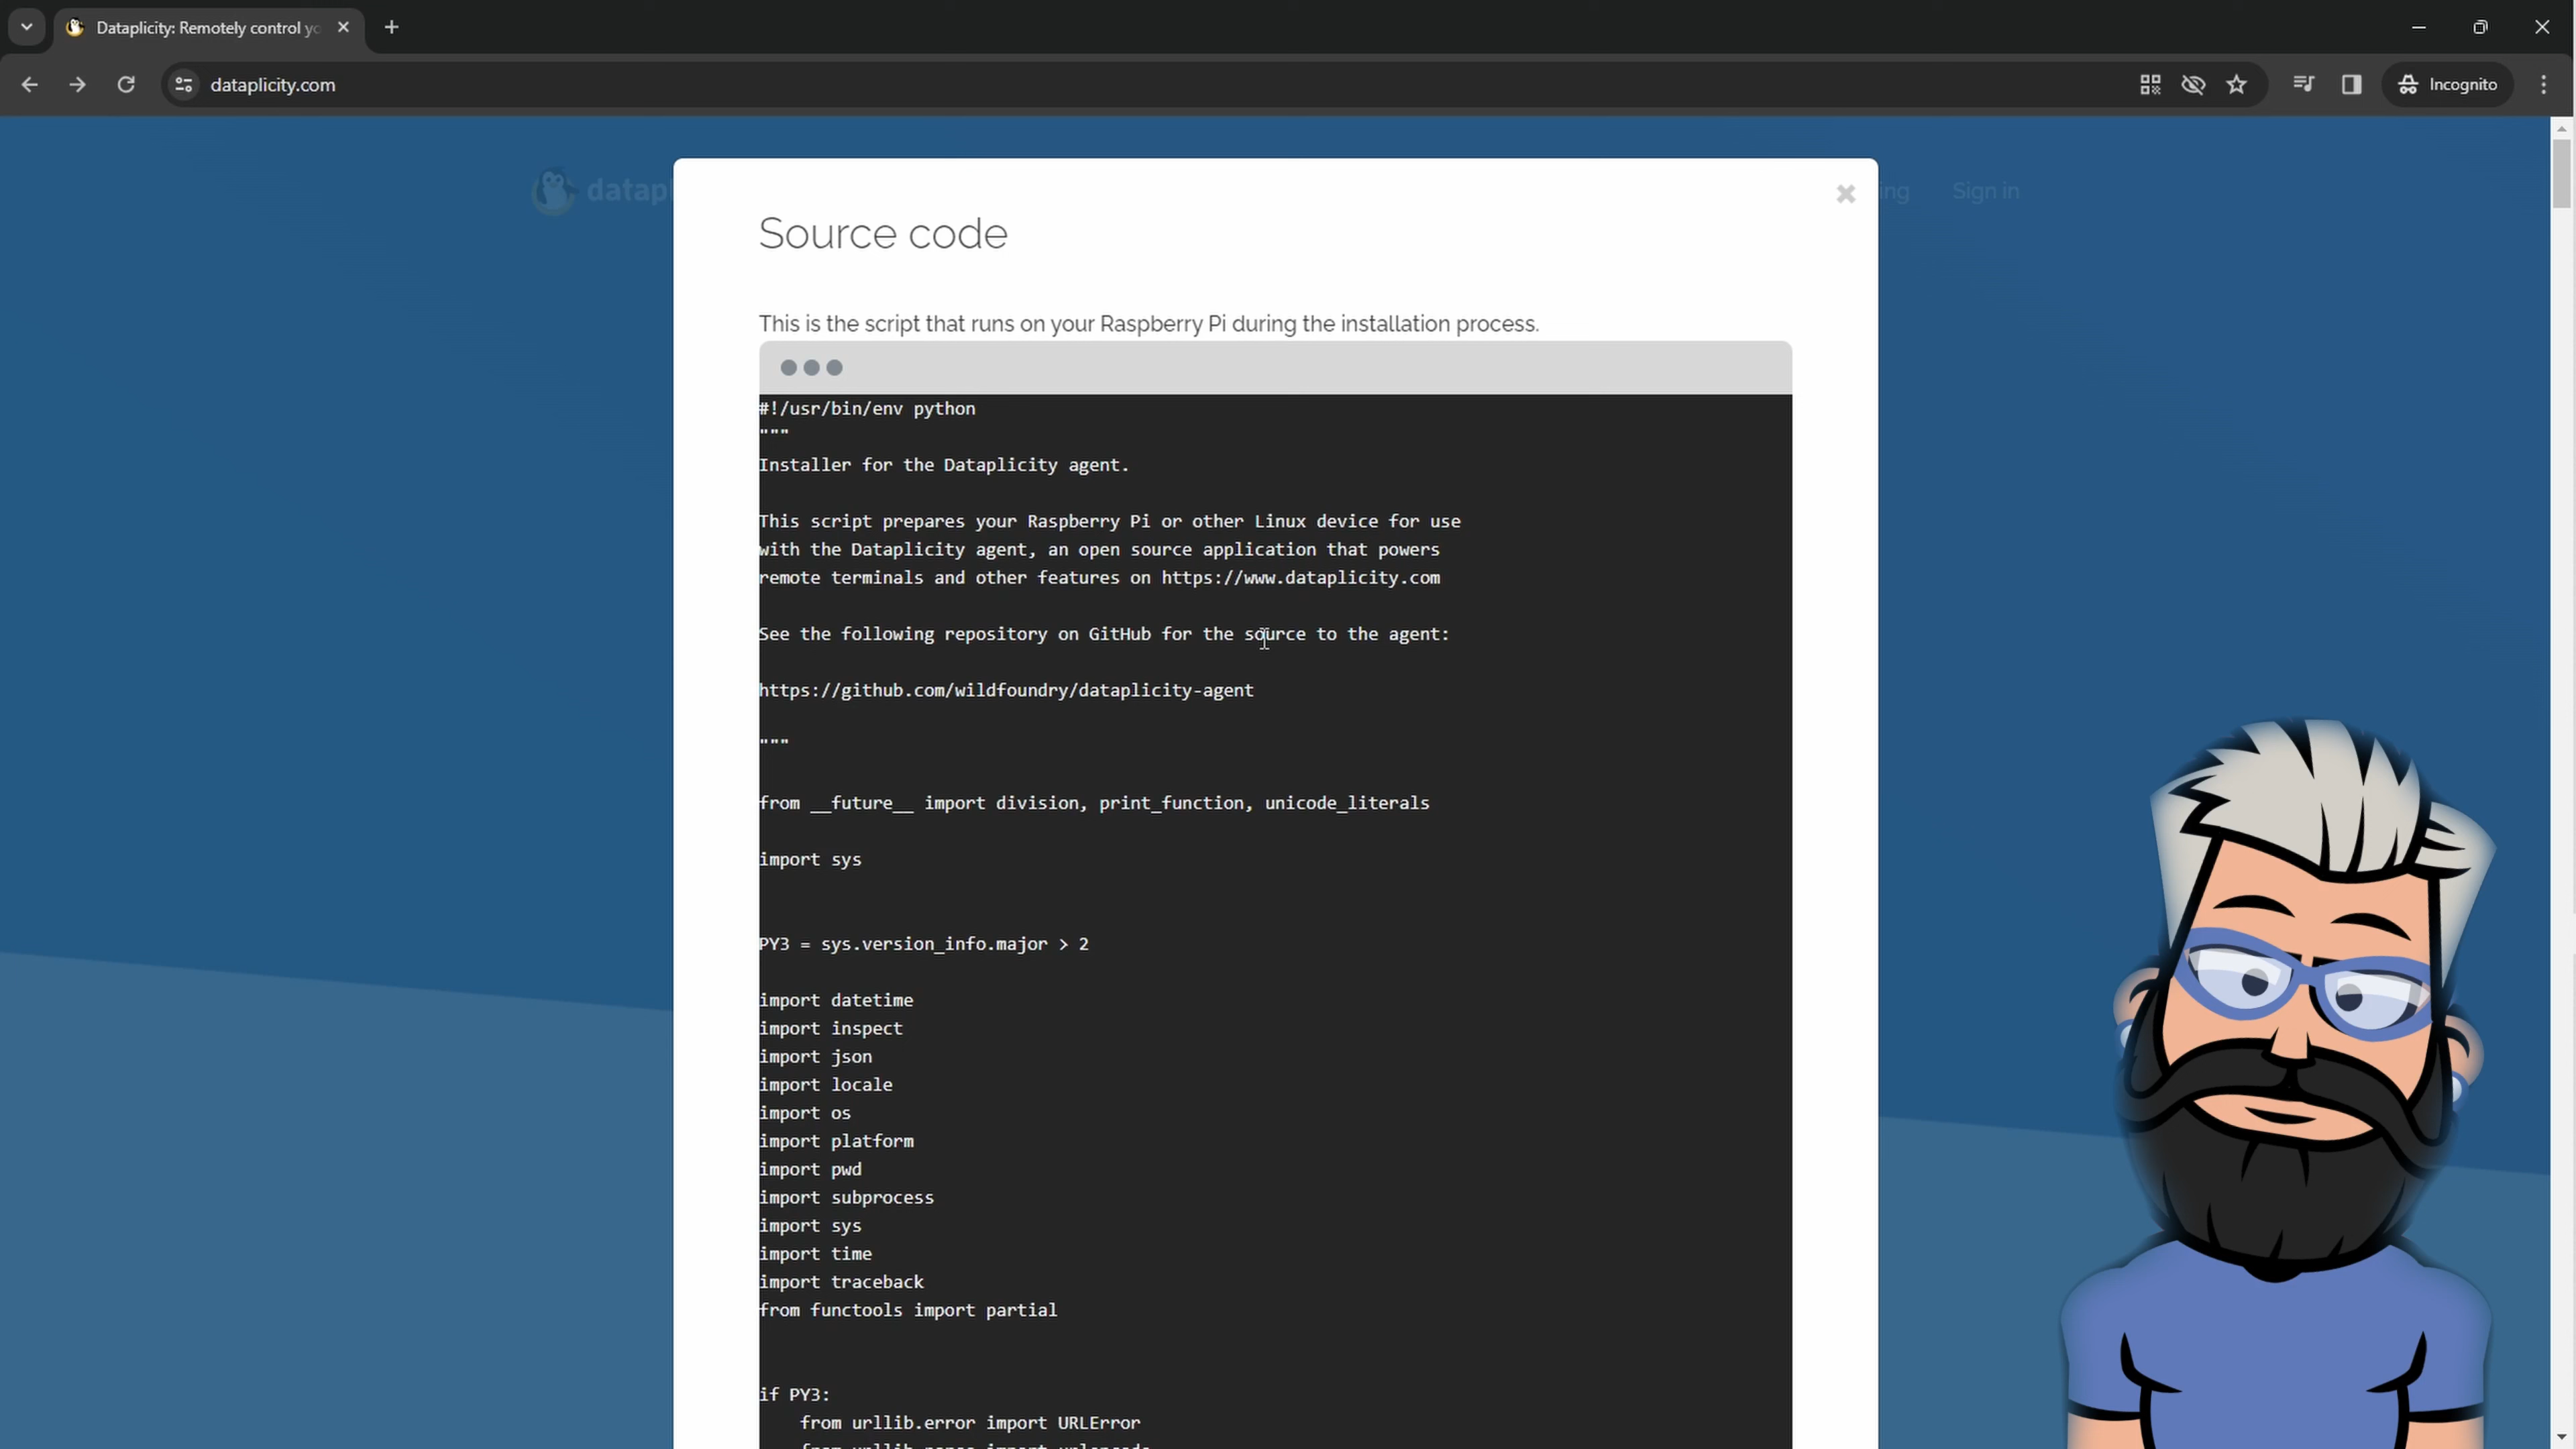 Dataplicity: Remotely control yo
dataplicity.com
Incognito
datapl
ing
Sign in
Source code
This is the script that runs on your Raspberry Pi during the installation process.
#!/usr/bin/env python
"""
Installer for the Dataplicity agent.
This script prepares your Raspberry Pi or other Linux device for use
with the Dataplicity agent, an open source application that powers
remote terminals and other features on https://www.dataplicity.com
See the following repository on GitHub for the source to the agent:
https://github.com/wildfoundry/dataplicity-agent
"""
from __future__ import division, print_function, unicode_literals
import sys
PY3 = sys.version_info.major > 2
import datetime
import inspect
import json
import locale
import os
import platform
import pwd
import subprocess
import sys
import time
import traceback
from functools import partial
if PY3:
    from urllib.error import URLError